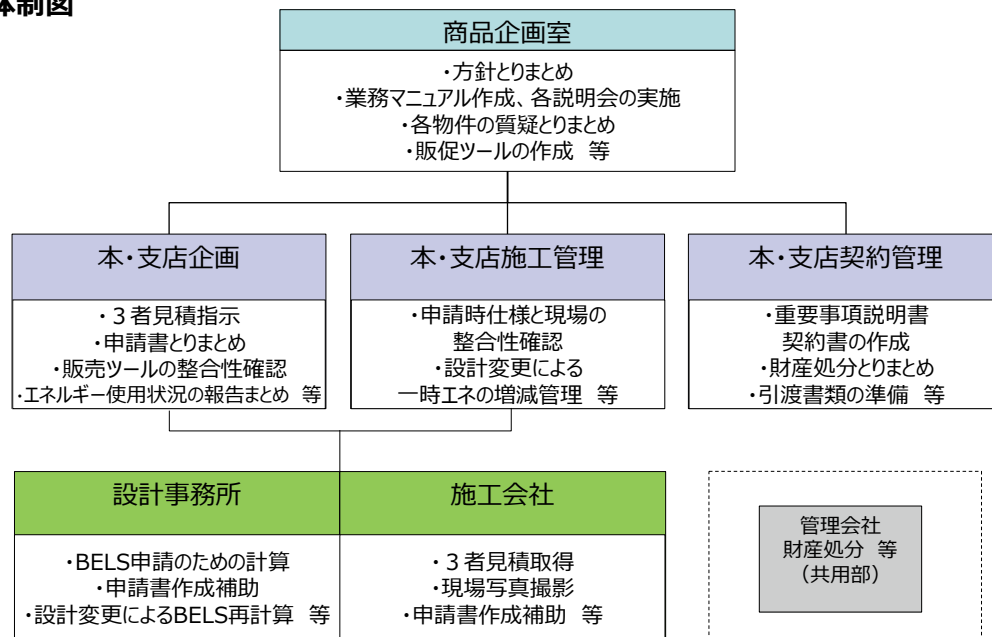 体制図
商品企画室
・方針とりまとめ
・業務マニュアル作成、各説明会の実施
・各物件の質疑とりまとめ
・販促ツールの作成 等
本・支店企画
・３者見積指示
・申請書とりまとめ
・販売ツールの整合性確認
・エネルギー使用状況の報告まとめ 等
本・支店施工管理
・申請時仕様と現場の
整合性確認
・設計変更による
一時エネの増減管理 等
本・支店契約管理
・重要事項説明書
契約書の作成
・財産処分とりまとめ
・引渡書類の準備 等
設計事務所
・BELS申請のための計算
・申請書作成補助
・設計変更によるBELS再計算 等
施工会社
・３者見積取得
・現場写真撮影
・申請書作成補助 等
管理会社
財産処分 等
（共用部）